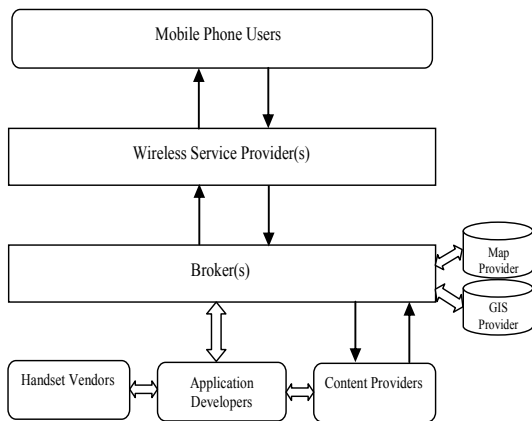 Mobile Phone Users
Wireless Service Provider(s)
Broker(s)
Map
Provider
GIS
Provider
Handset Vendors
Application
Developers
Content Providers